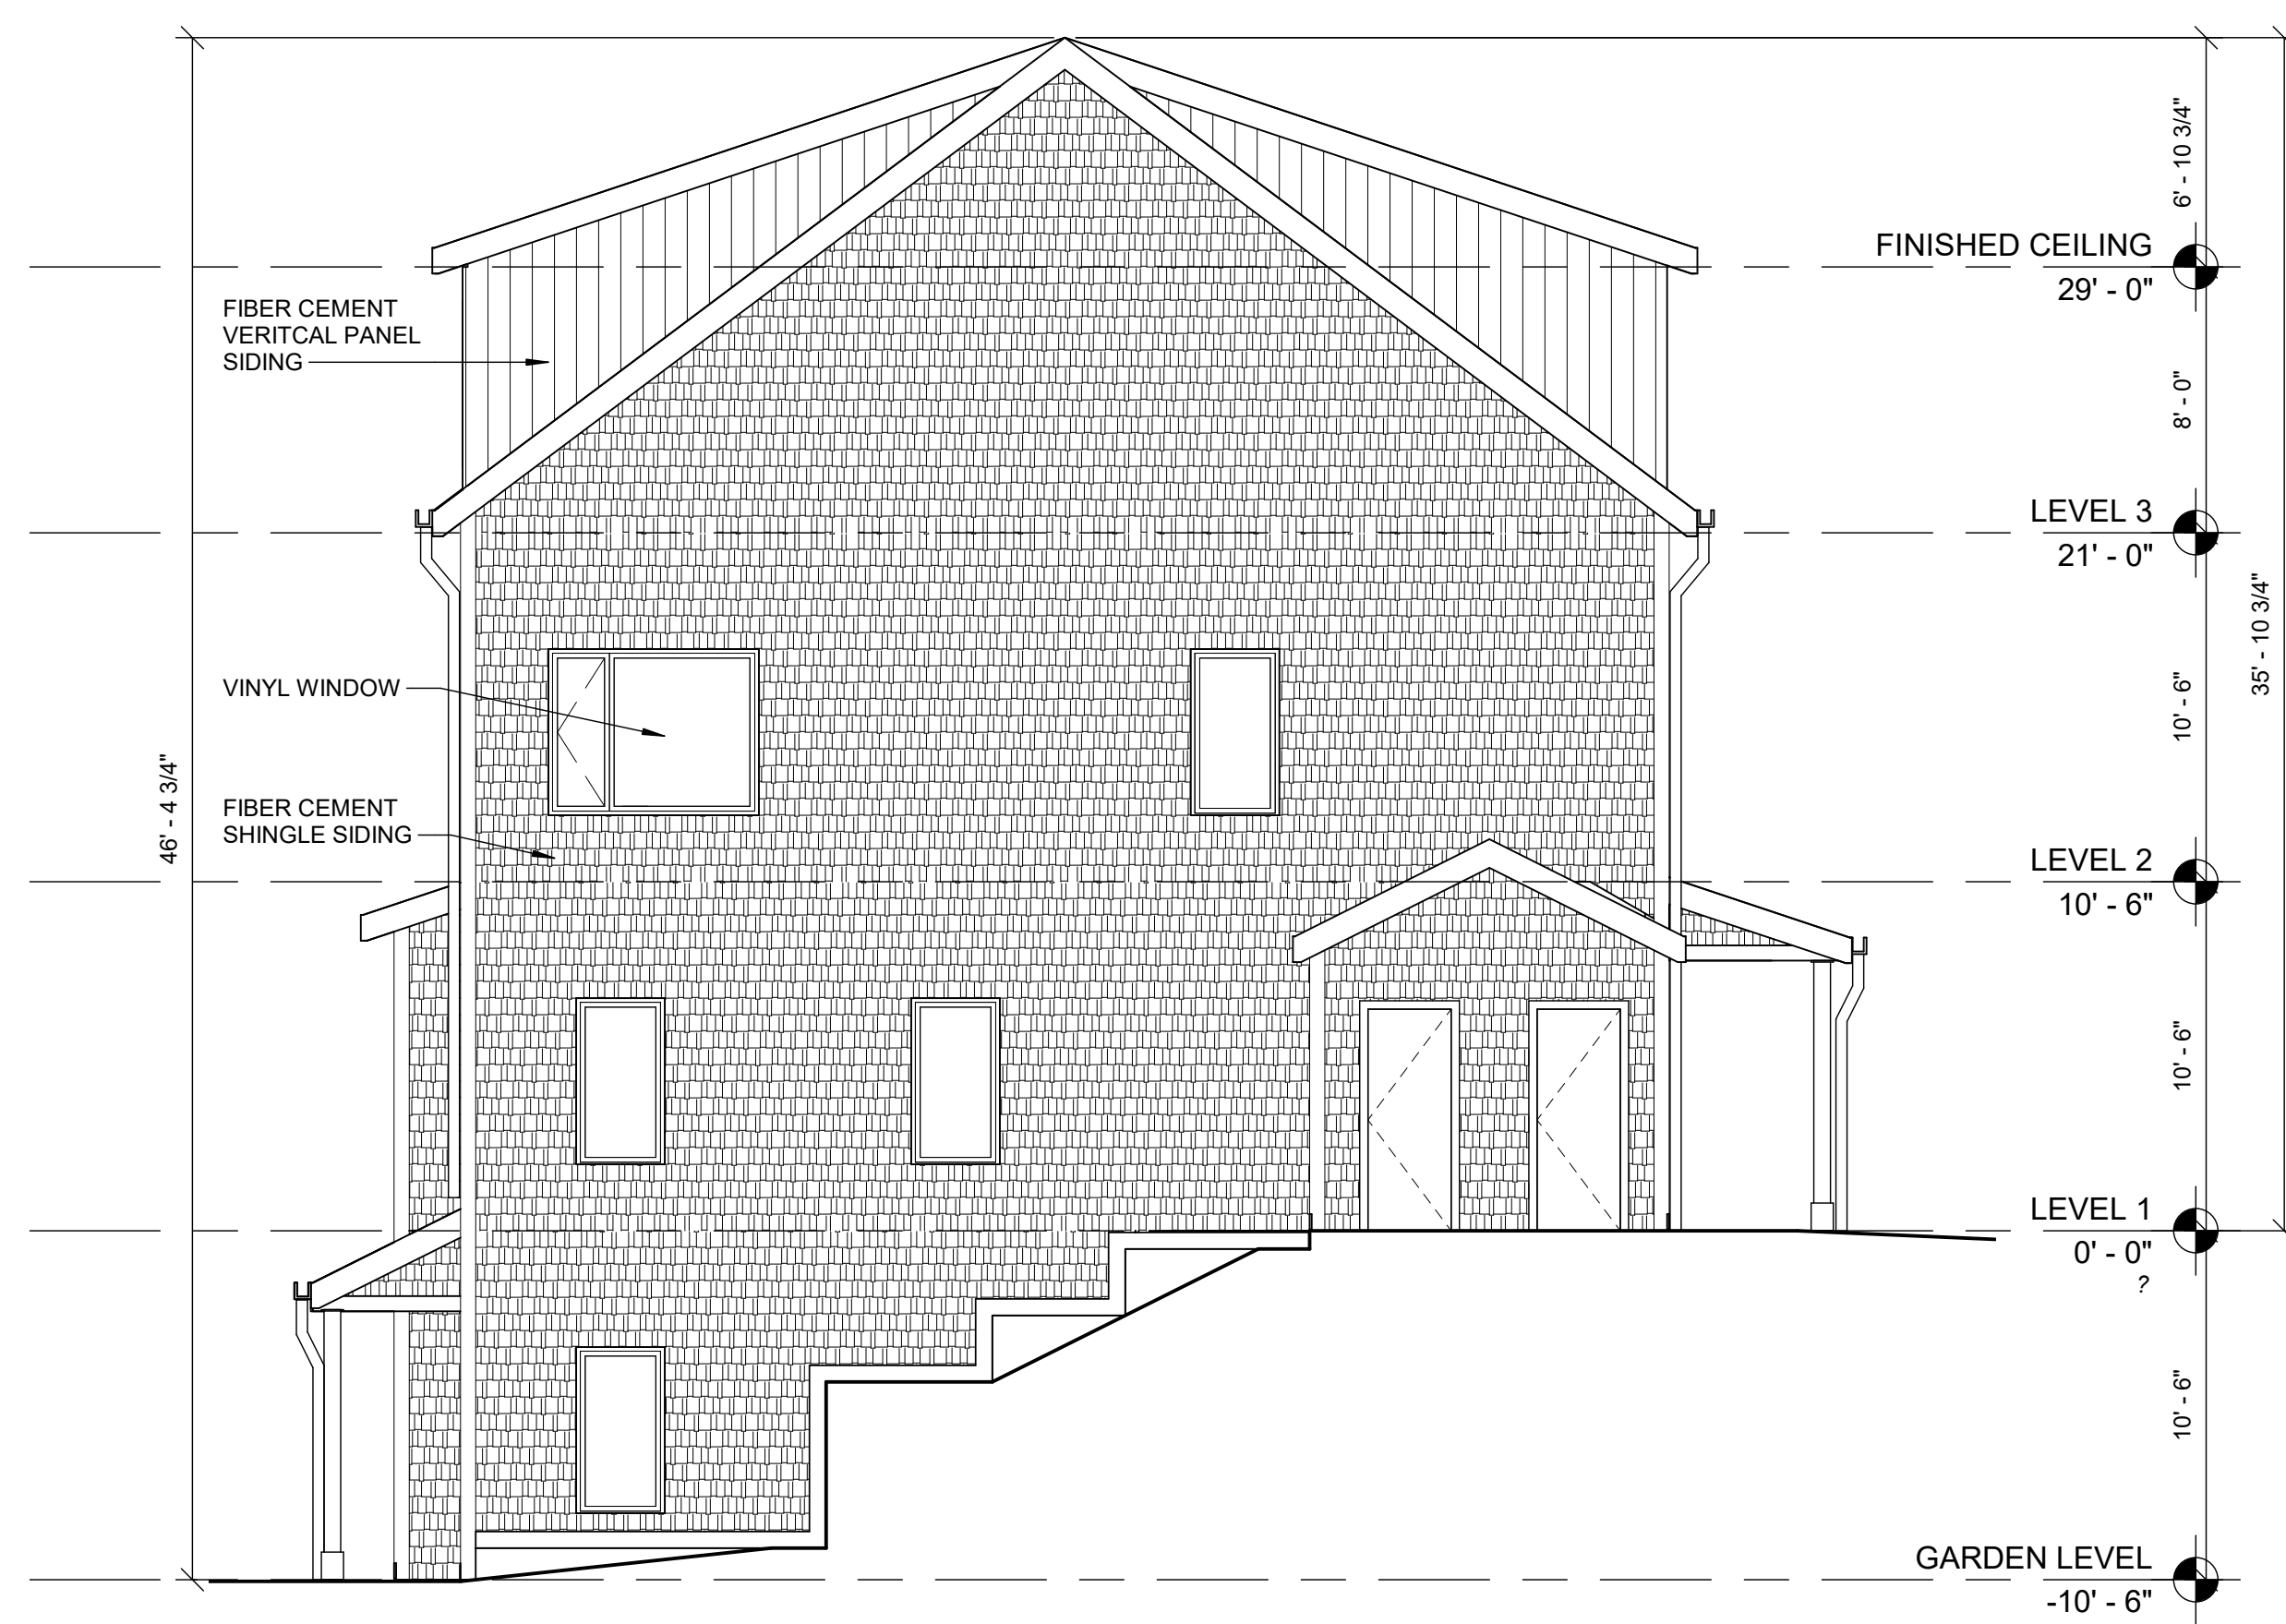 6' - 10 3/4"
FINISHED CEILING
29' - 0"
FIBER CEMENT
VERITCAL PANEL
SIDING
8' - 0"
LEVEL 3
21' - 0"
35' - 10 3/4"
VINYL WINDOW
10' - 6"
46' - 4 3/4"
FIBER CEMENT
SHINGLE SIDING
LEVEL 2
10' - 6"
10' - 6"
LEVEL 1
0' - 0"
?
10' - 6"
GARDEN LEVEL
-10' - 6"